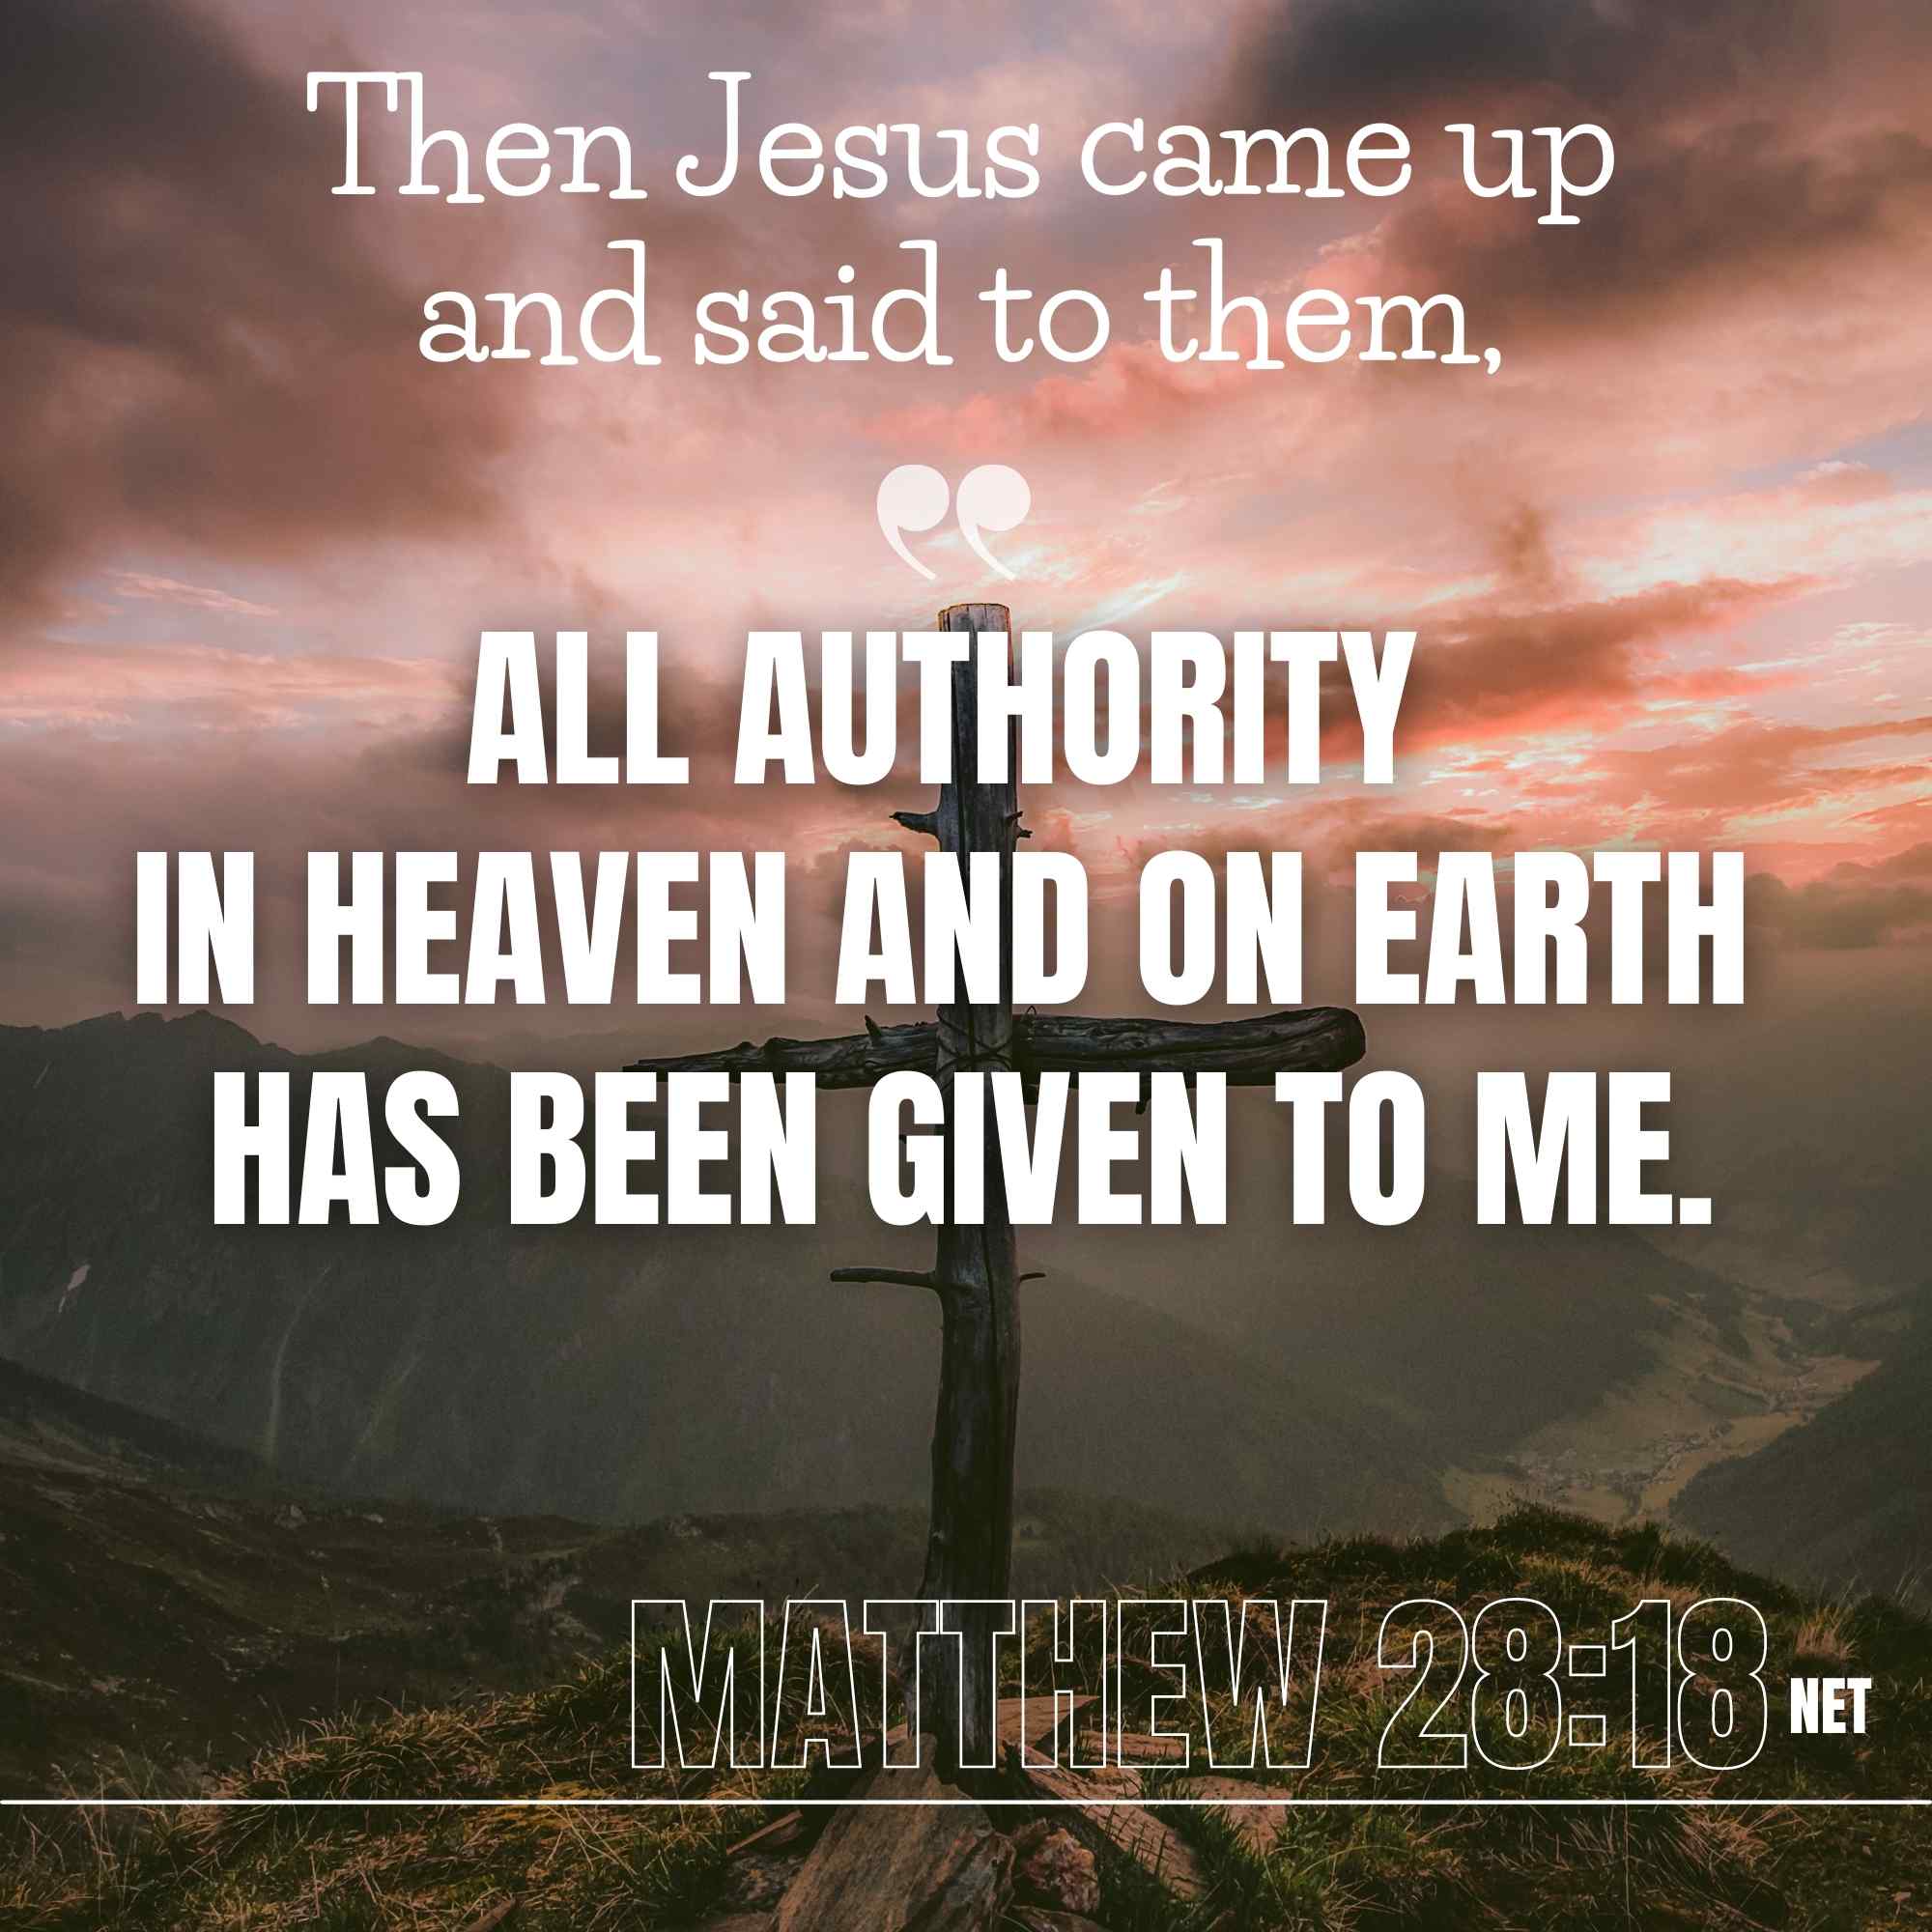 Then Jesus came up
and said to them,
”
ALL AUTHORITY
IN HEAVEN AND ON EARTH
HAS BEEN GIVEN TO ME.
MATTHEW 28:18 NET